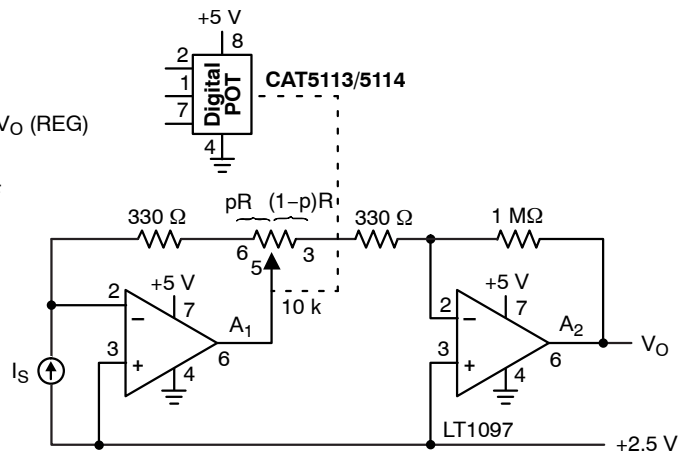 +5 V
8
2
1
7
4
Digital
POT
CAT5113/5114
VO (REG)
pR (1−p)R
330 Ω
330 Ω
1 MΩ
6
5
3
10 k
+5 V
2
7
−
A1
3
6
+
4
IS
+5 V
2
7
−
A2
3
6
+
4
VO
LT1097
+2.5 V